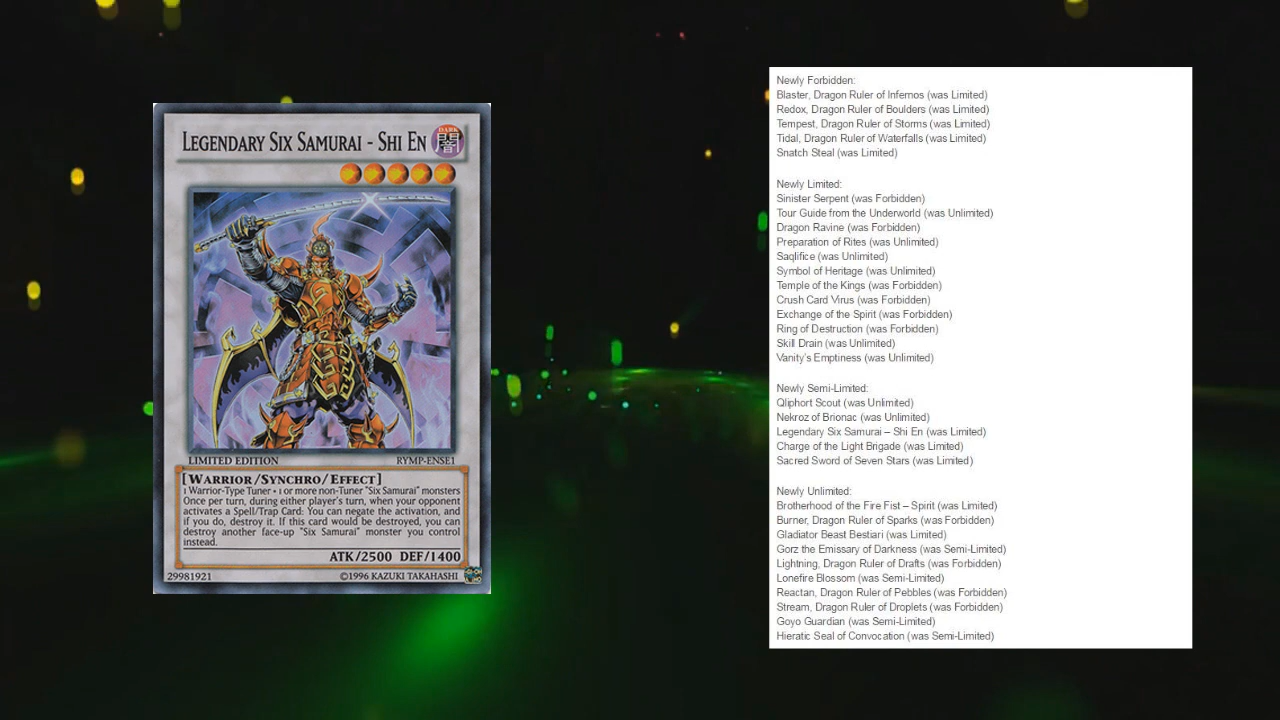 LEGENDARY SIX SAMURAI - SHI EN
DARK
闇
LIMITED EDITION
RYMP-ENSE1
[WARRIOR/SYNCHRO/EFFECT]
1 Warrior-Type Tuner + 1 or more non-Tuner "Six Samurai" monsters
Once per turn, during either player's turn, when your opponent
activates a Spell/Trap Card: You can negate the activation, and
if you do, destroy it. If this card would be destroyed, you can
destroy another face-up "Six Samurai" monster you control
instead.
ATK/2500 DEF/1400
29981921
©1996 KAZUKI TAKAHASHI
Newly Forbidden:
Blaster, Dragon Ruler of Infernos (was Limited)
Redox, Dragon Ruler of Boulders (was Limited)
Tempest, Dragon Ruler of Storms (was Limited)
Tidal, Dragon Ruler of Waterfalls (was Limited)
Snatch Steal (was Limited)
Newly Limited:
Sinister Serpent (was Forbidden)
Tour Guide from the Underworld (was Unlimited)
Dragon Ravine (was Forbidden)
Preparation of Rites (was Unlimited)
Saqlifice (was Unlimited)
Symbol of Heritage (was Unlimited)
Temple of the Kings (was Forbidden)
Crush Card Virus (was Forbidden)
Exchange of the Spirit (was Forbidden)
Ring of Destruction (was Forbidden)
Skill Drain (was Unlimited)
Vanity's Emptiness (was Unlimited)
Newly Semi-Limited:
Qliphort Scout (was Unlimited)
Nekroz of Brionac (was Unlimited)
Legendary Six Samurai – Shi En (was Limited)
Charge of the Light Brigade (was Limited)
Sacred Sword of Seven Stars (was Limited)
Newly Unlimited:
Brotherhood of the Fire Fist – Spirit (was Limited)
Burner, Dragon Ruler of Sparks (was Forbidden)
Gladiator Beast Bestiari (was Limited)
Gorz the Emissary of Darkness (was Semi-Limited)
Lightning, Dragon Ruler of Drafts (was Forbidden)
Lonefire Blossom (was Semi-Limited)
Reactan, Dragon Ruler of Pebbles (was Forbidden)
Stream, Dragon Ruler of Droplets (was Forbidden)
Goyo Guardian (was Semi-Limited)
Hieratic Seal of Convocation (was Semi-Limited)